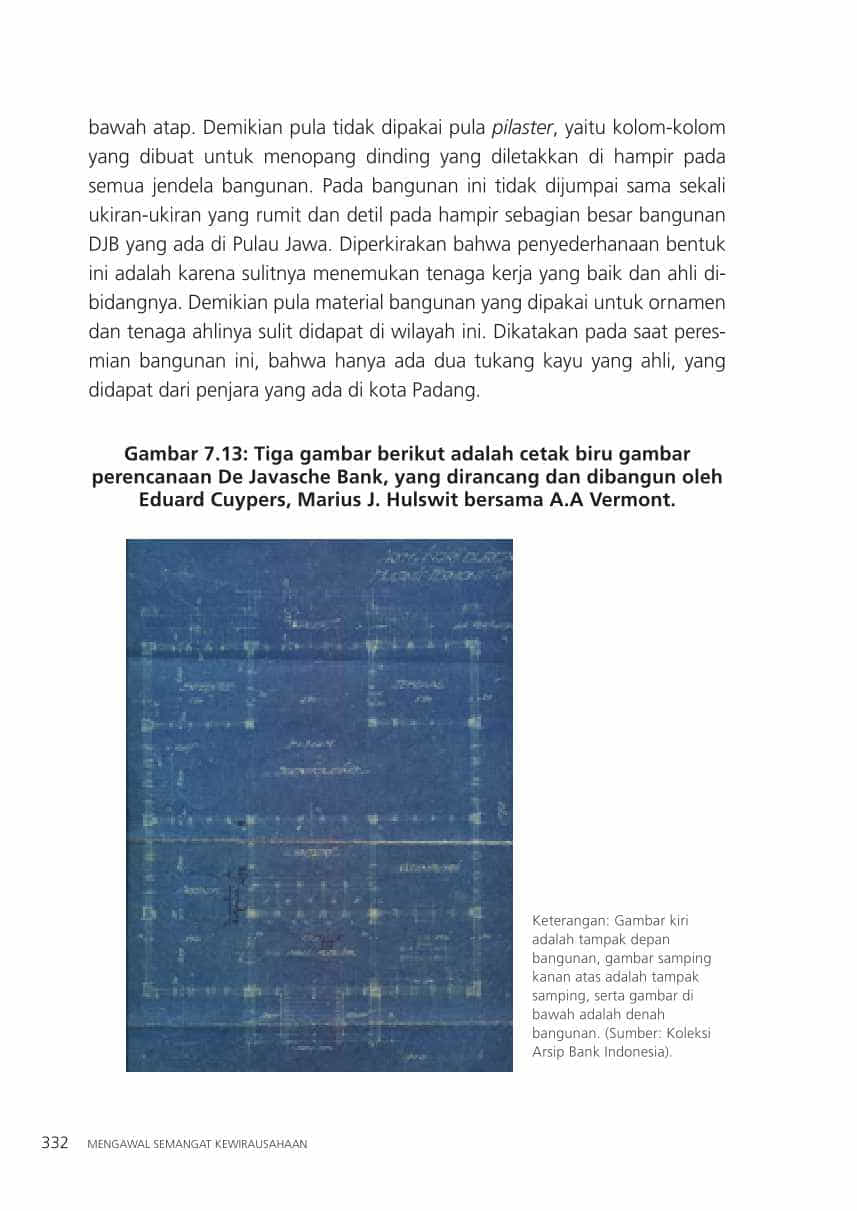 bawah atap. Demikian pula tidak dipakai pula pilaster, yaitu kolom-kolom
yang dibuat untuk menopang dinding yang diletakkan di hampir pada
semua jendela bangunan. Pada bangunan ini tidak dijumpai sama sekali
ukiran-ukiran yang rumit dan detil pada hampir sebagian besar bangunan
DJB yang ada di Pulau Jawa. Diperkirakan bahwa penyederhanaan bentuk
ini adalah karena sulitnya menemukan tenaga kerja yang baik dan ahli di-
bidangnya. Demikian pula material bangunan yang dipakai untuk ornamen
dan tenaga ahlinya sulit didapat di wilayah ini. Dikatakan pada saat peres-
mian bangunan ini, bahwa hanya ada dua tukang kayu yang ahli, yang
didapat dari penjara yang ada di kota Padang.
Gambar 7.13: Tiga gambar berikut adalah cetak biru gambar
perencanaan De Javasche Bank, yang dirancang dan dibangun oleh
Eduard Cuypers, Marius J. Hulswit bersama A.A Vermont.
Keterangan: Gambar kiri
adalah tampak depan
bangunan, gambar samping
kanan atas adalah tampak
samping, serta gambar di
bawah adalah denah
bangunan. (Sumber: Koleksi
Arsip Bank Indonesia).
332 MENGAWAL SEMANGAT KEWIRAUSAHAAN